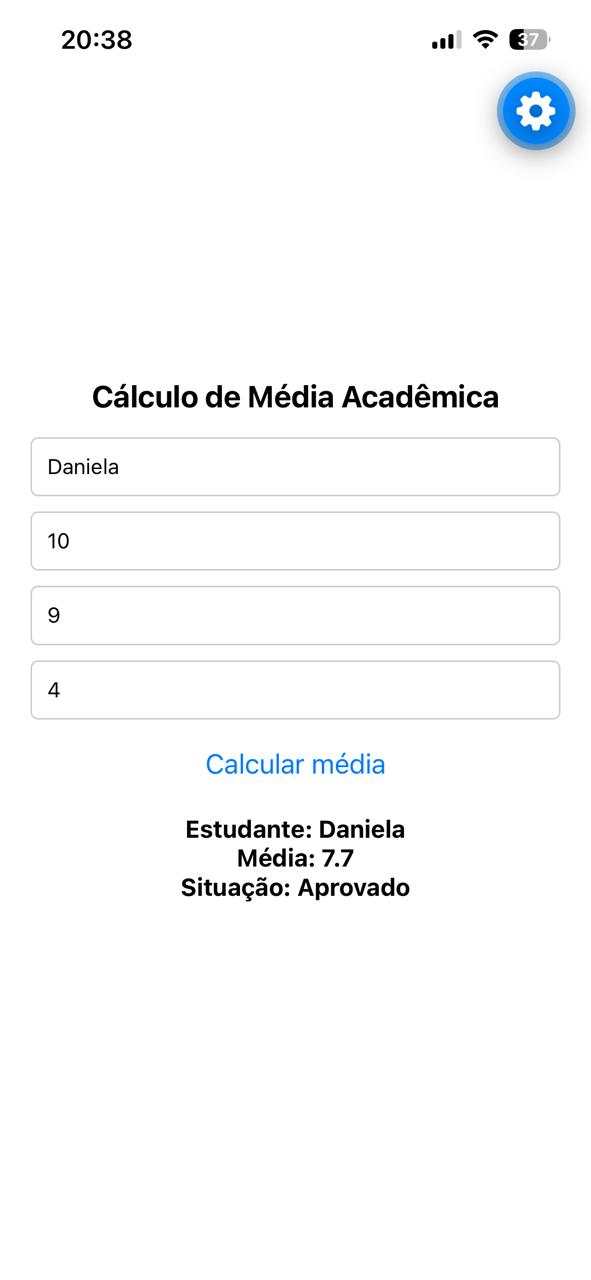 20:38
37
Cálculo de Média Acadêmica
Daniela
10
9
4
Calcular média
Estudante: Daniela
Média: 7.7
Situação: Aprovado